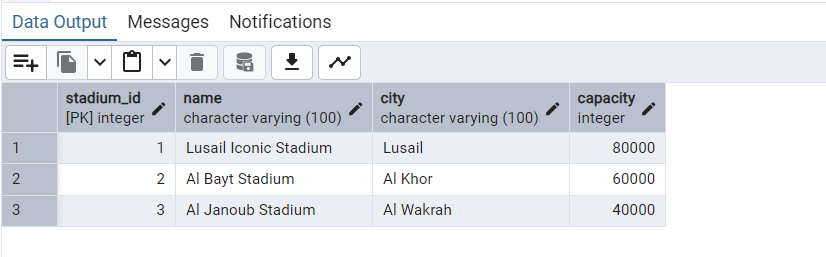 Data Output Messages Notifications
stadium_id name city capacity
[PK] integer character varying (100) character varying (100) integer
1 1 Lusail Iconic Stadium Lusail 80000
2 2 Al Bayt Stadium Al Khor 60000
3 3 Al Janoub Stadium Al Wakrah 40000